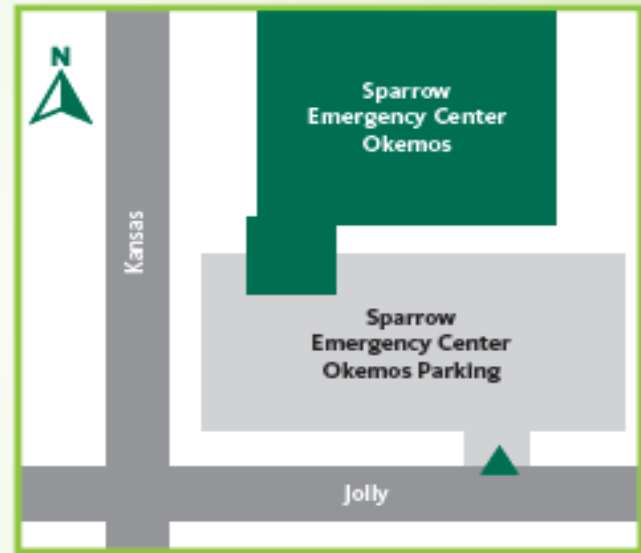 N
Sparrow
Emergency Center
Okemos
Kansas
Sparrow
Emergency Center
Okemos Parking
Jolly